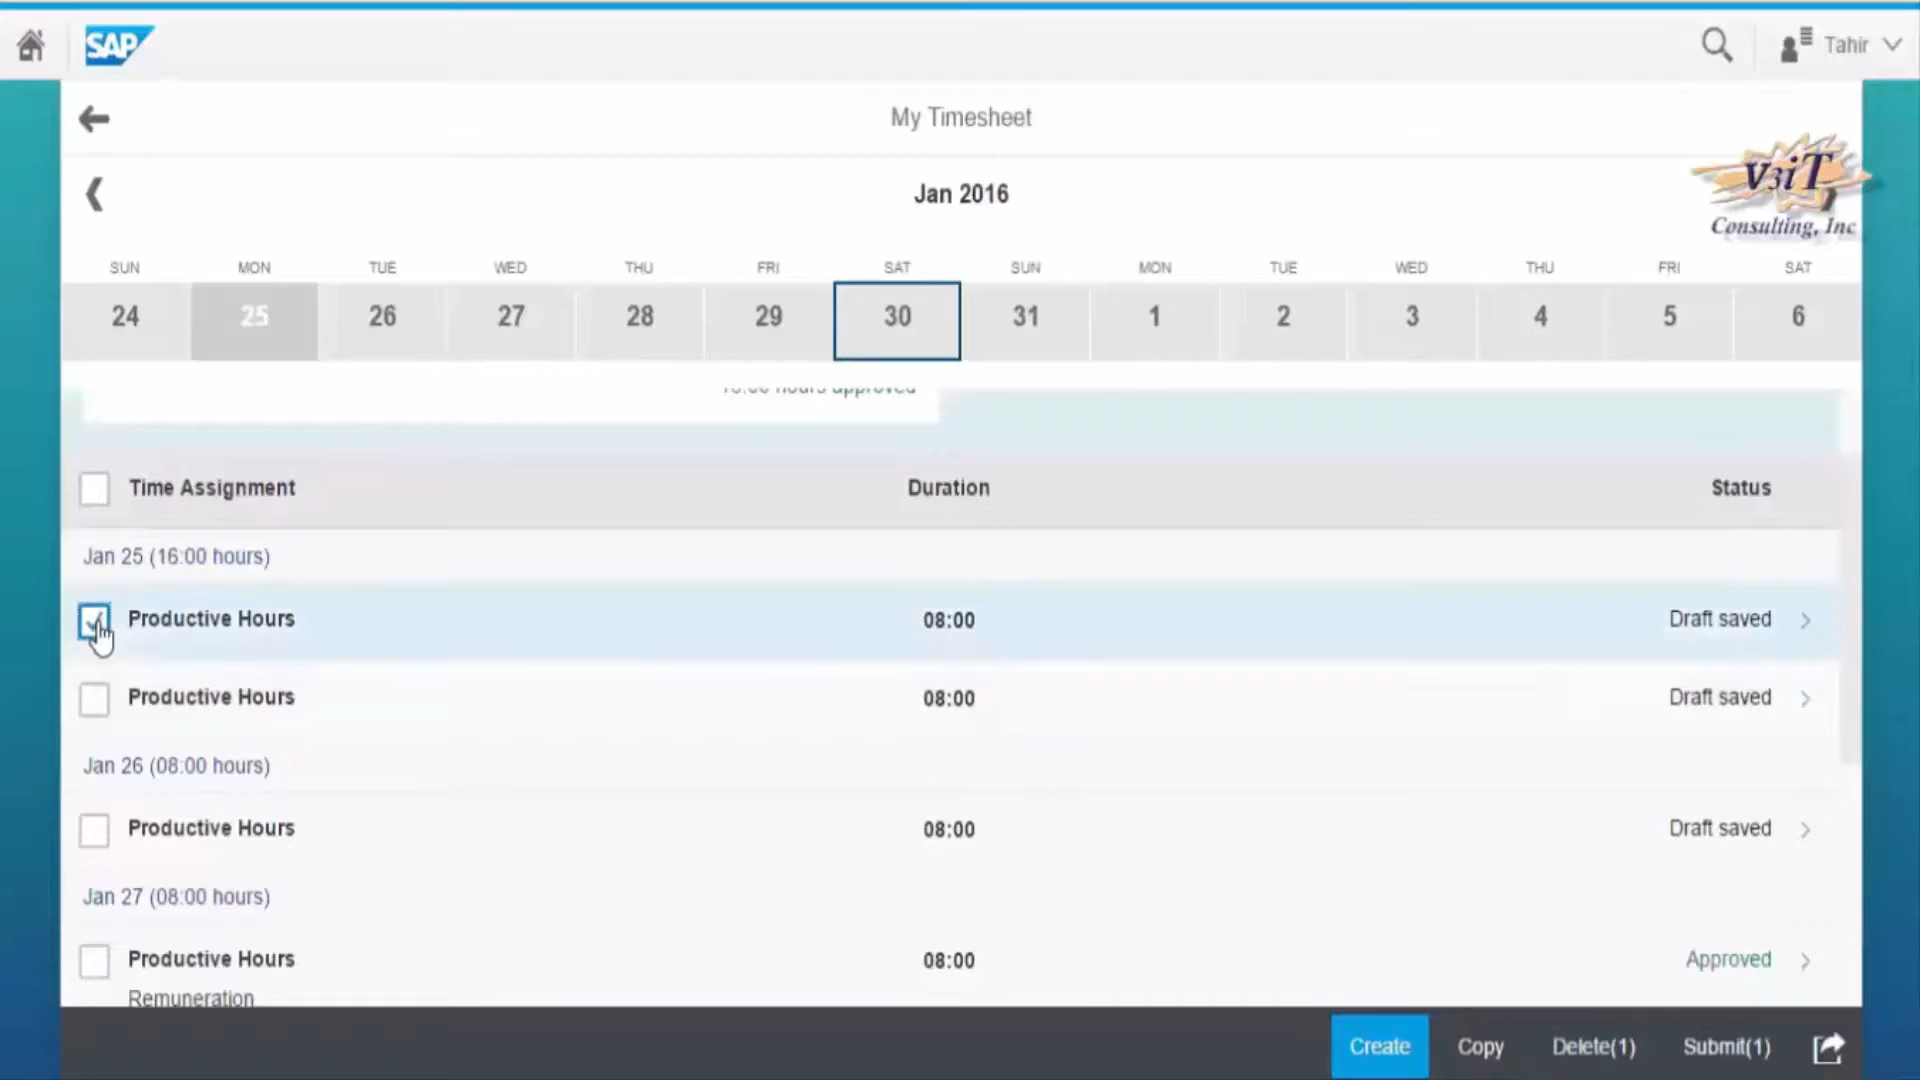 SAP
Tahir
My Timesheet
V3iT
Consulting, Inc
Jan 2016
SUN MON TUE WED THU FRI SAT SUN MON TUE WED THU FRI SAT
24 25 26 27 28 29 30 31 1 2 3 4 5 6
hours approved
Time Assignment Duration Status
Jan 25 (16:00 hours)
Productive Hours 08:00 Draft saved
Productive Hours 08:00 Draft saved
Jan 26 (08:00 hours)
Productive Hours 08:00 Draft saved
Jan 27 (08:00 hours)
Productive Hours 08:00 Approved
Remuneration
Create Copy Delete(1) Submit(1)